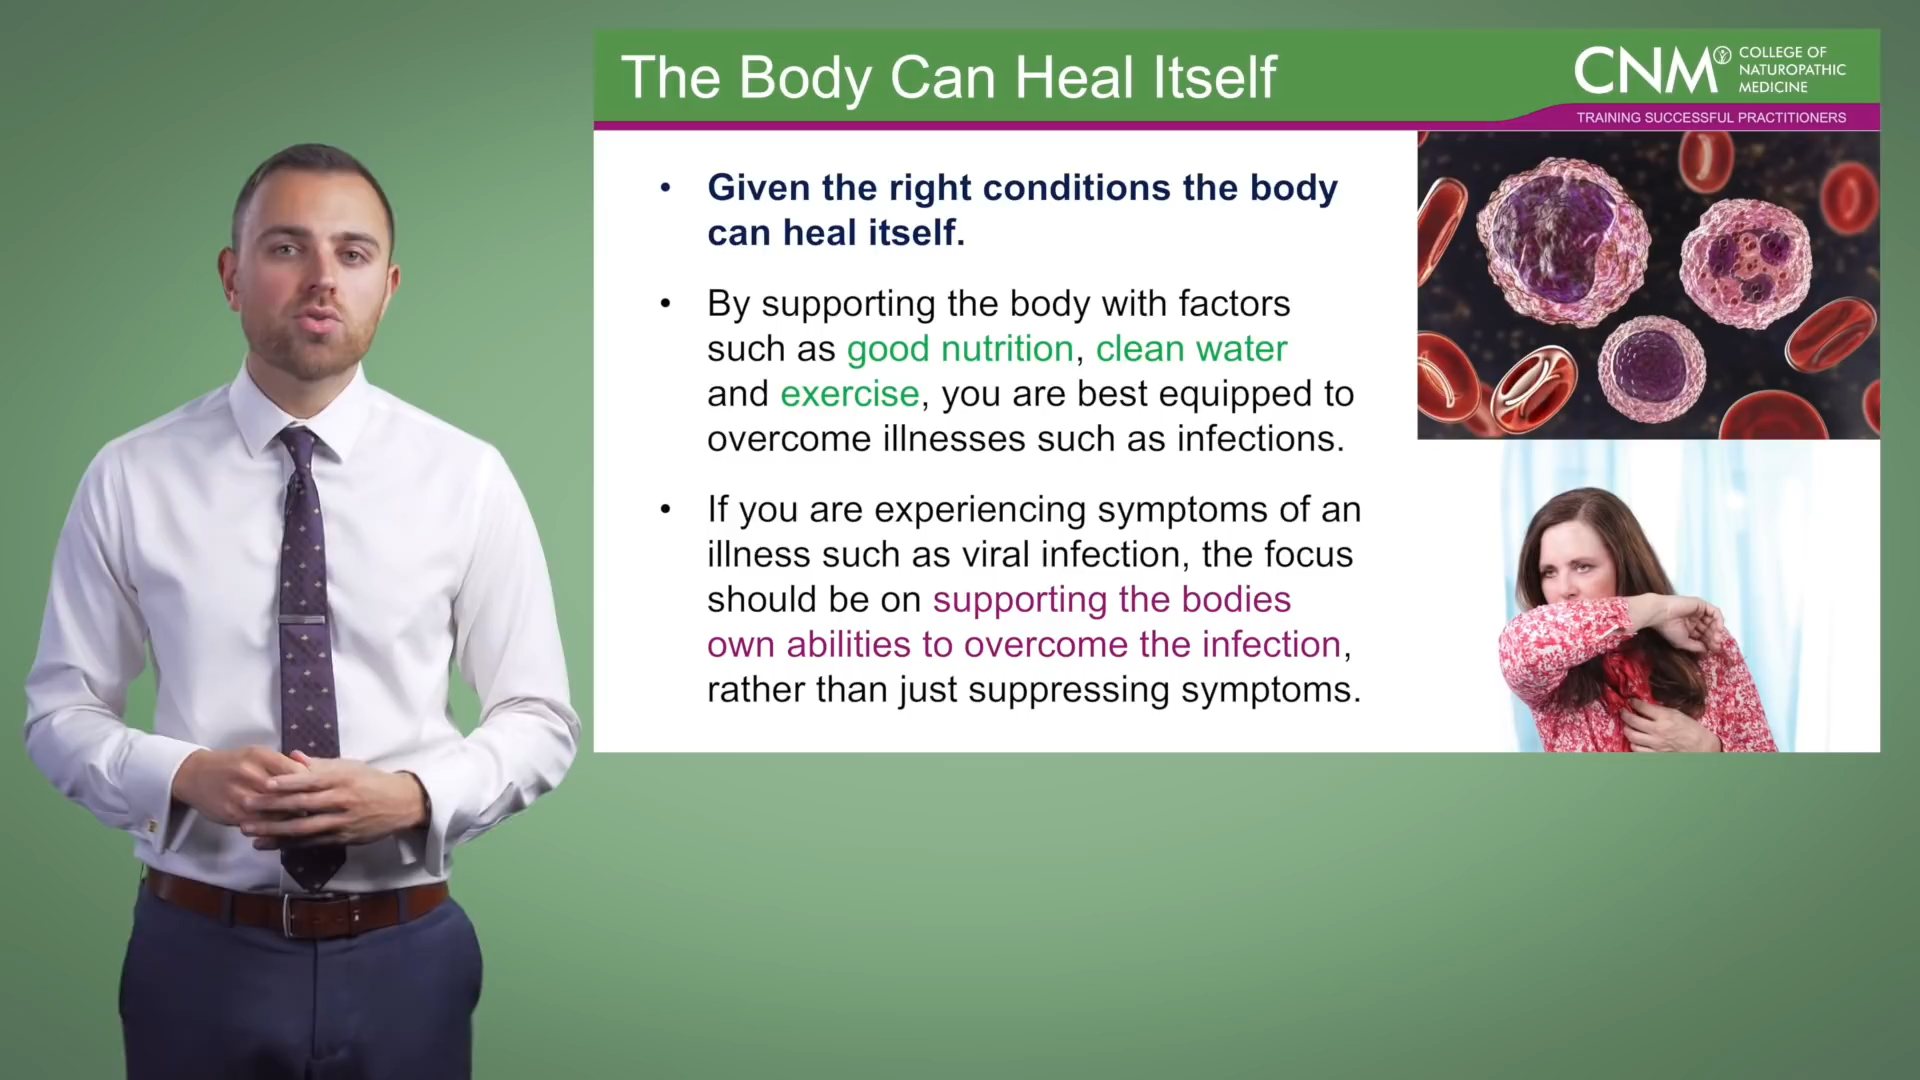 The Body Can Heal Itself
CNM
COLLEGE OF
NATUROPATHIC
MEDICINE
TRAINING SUCCESSFUL PRACTITIONERS
• Given the right conditions the body
can heal itself.
• By supporting the body with factors
such as good nutrition, clean water
and exercise, you are best equipped to
overcome illnesses such as infections.
• If you are experiencing symptoms of an
illness such as viral infection, the focus
should be on supporting the bodies
own abilities to overcome the infection,
rather than just suppressing symptoms.